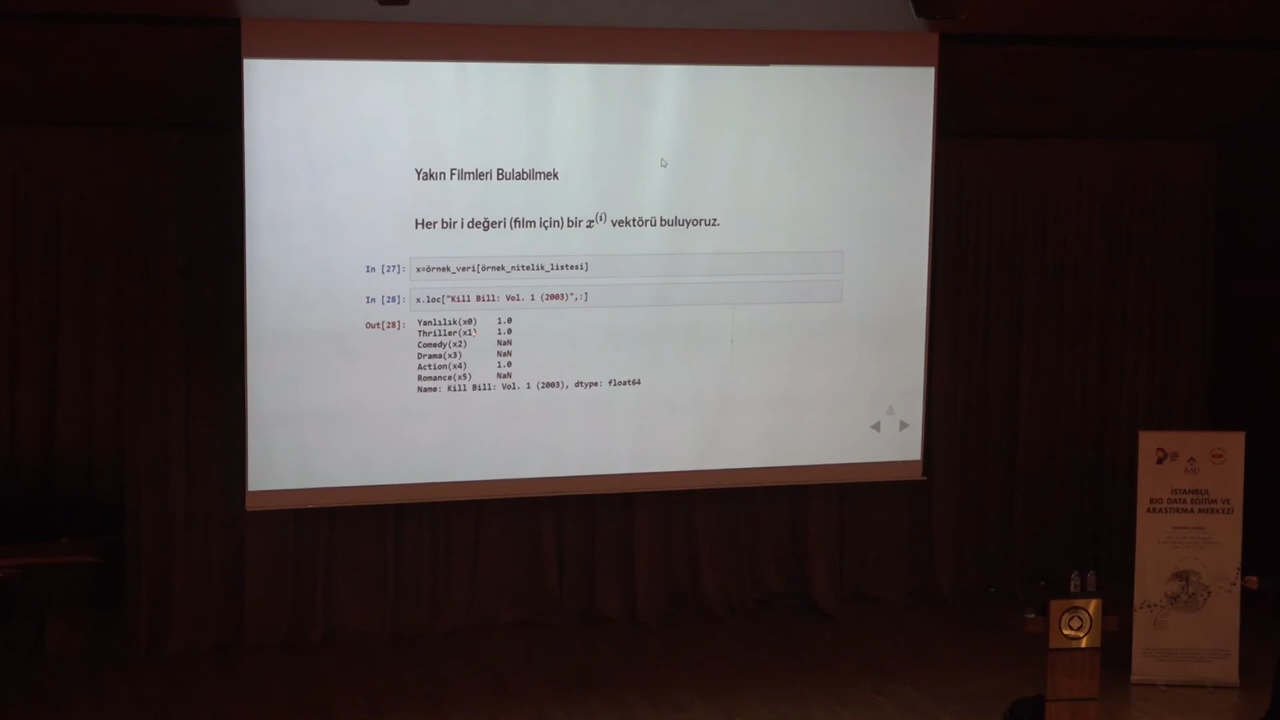 Yakın Filmleri Bulabilmek
Her bir i değeri (film için) bir x^(i) vektörü buluyoruz.
In [27]: x=örnek_veri[örnek_nitelik_listesi]
In [28]: x.loc["Kill Bill: Vol. 1 (2003)",:]
Out[28]: Yanlılık(x0) 1.0
Thriller(x1) 1.0
Comedy(x2) NaN
Drama(x3) NaN
Action(x4) 1.0
Romance(x5) NaN
Name: Kill Bill: Vol. 1 (2003), dtype: float64
BAU
İSTANBUL
BIG DATA EĞİTİM VE
ARAŞTIRMA MERKEZİ